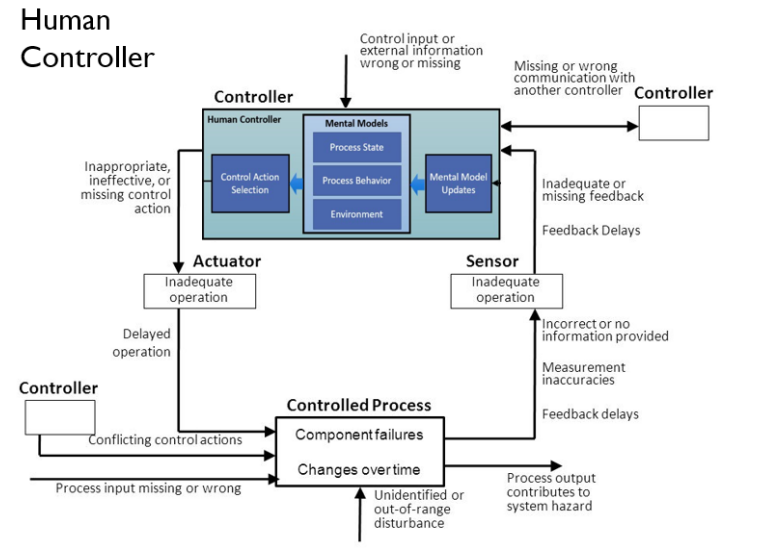 Human
Controller
Control input or
external information
wrong or missing
Missing or wrong
communication with
another controller
Controller
Controller
Human Controller
Mental Models
Process State
Process Behavior
Environment
Control Action
Selection
Mental Model
Updates
Inappropriate,
ineffective, or
missing control
action
Inadequate or
missing feedback
Feedback Delays
Actuator
Inadequate
operation
Sensor
Inadequate
operation
Delayed
operation
Incorrect or no
information provided
Measurement
inaccuracies
Feedback delays
Controller
Conflicting control actions
Controlled Process
Component failures
Changes over time
Process input missing or wrong
Unidentified or
out-of-range
disturbance
Process output
contributes to
system hazard